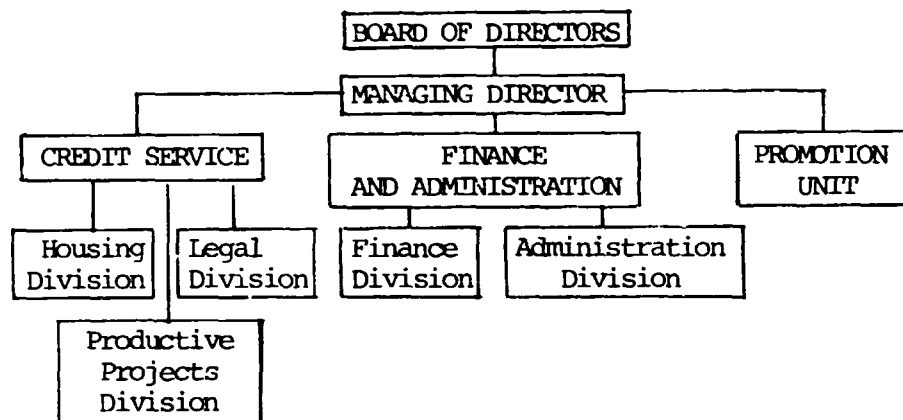 BOARD OF DIRECTORS
MANAGING DIRECTOR
CREDIT SERVICE
FINANCE
AND ADMINISTRATION
PROMOTION
UNIT
Housing
Division
Legal
Division
Finance
Division
Administration
Division
Productive
Projects
Division